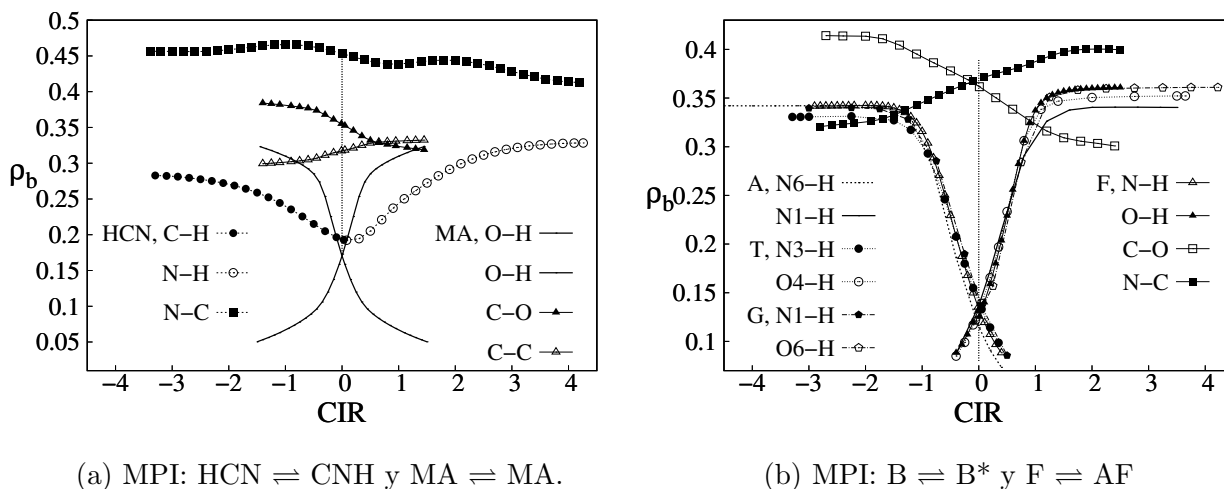 0.5
0.45
0.4
0.35
0.3
0.25
0.2
0.15
0.1
0.05
ρb
HCN, C−H
N−H
N−C
MA, O−H
O−H
C−O
C−C
−4 −3 −2 −1 0 1 2 3 4
CIR
(a) MPI: HCN ⇌ CNH y MA ⇌ MA.
0.4
0.35
0.3
0.25
0.2
0.15
0.1
ρb
A, N6−H
N1−H
T, N3−H
O4−H
G, N1−H
O6−H
F, N−H
O−H
C−O
N−C
−4 −3 −2 −1 0 1 2 3 4
CIR
(b) MPI: B ⇌ B* y F ⇌ AF